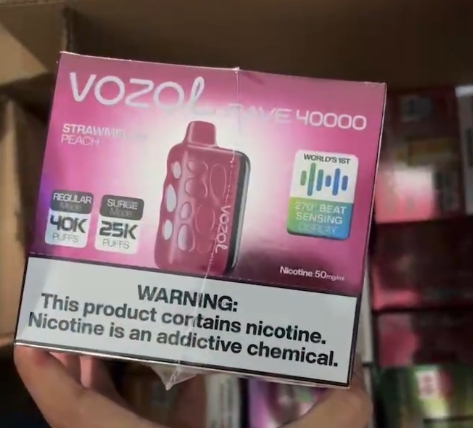 VOZOL RAVE 40000
PEACH
WORLD'S 1ST
270° BEAT
SENSING
DISPLAY
REGULAR
Mode
40K
PUFFS
SURGE
Mode
25K
PUFFS
VOZOL
Nicotine:50mg/ml
WARNING:
This product contains nicotine.
Nicotine is an addictive chemical.